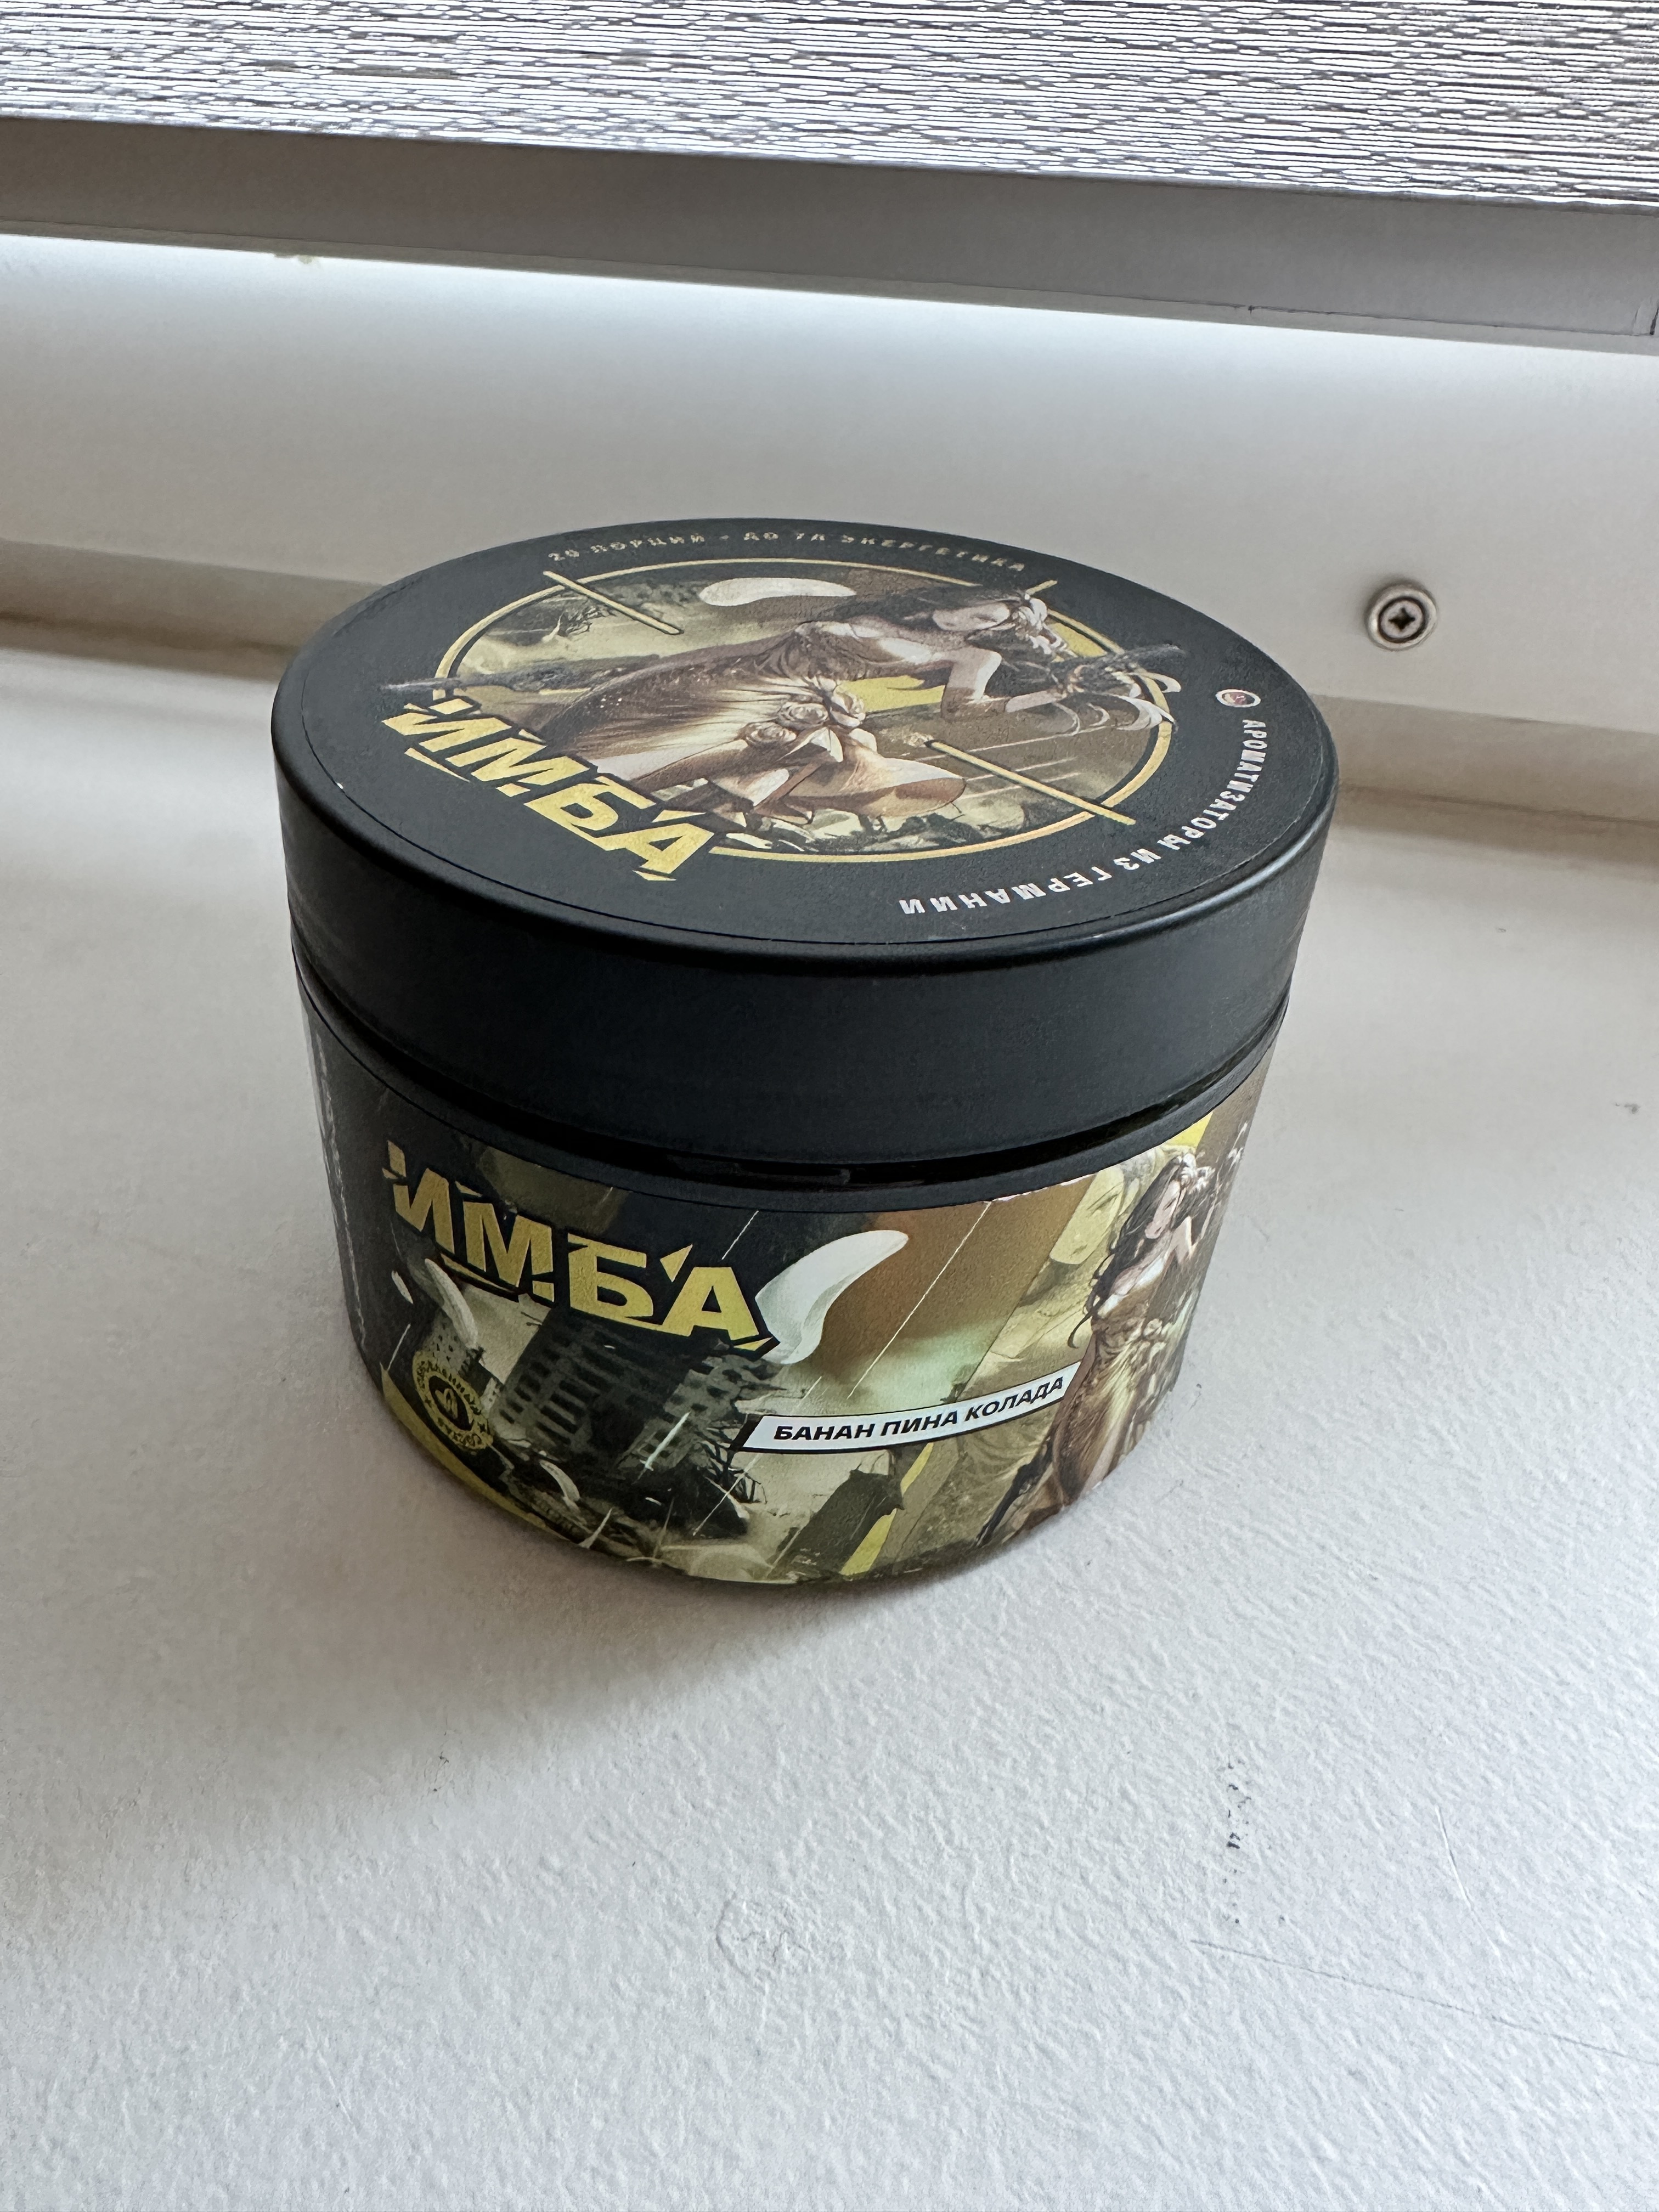 20 ПОРЦИЙ - ДО 7Л ЭНЕРГЕТИКА
ИМБА
АРОМАТИЗАТОРЫ ИЗ ГЕРМАНИИ
ИМБА
БАНАН ПИНА КОЛАДА